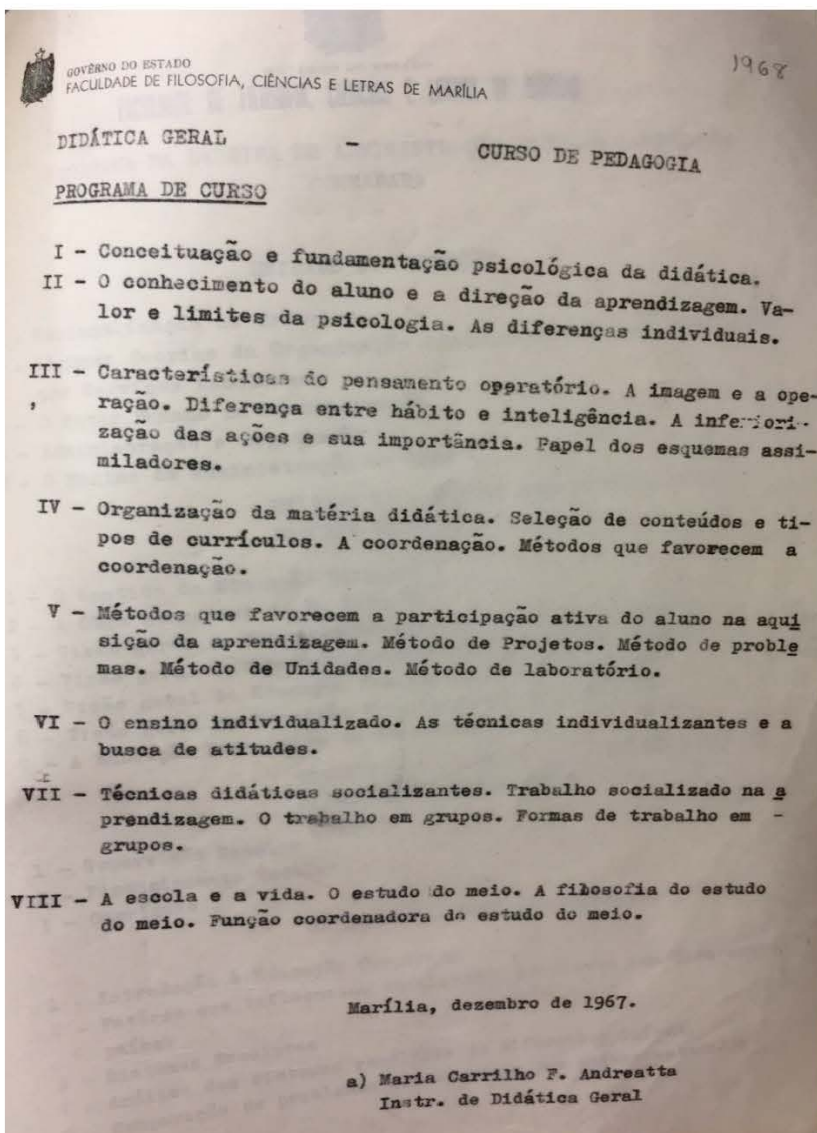 GOVÊRNO DO ESTADO
FACULDADE DE FILOSOFIA, CIÊNCIAS E LETRAS DE MARÍLIA
1968
DIDÁTICA GERAL - CURSO DE PEDAGOGIA
PROGRAMA DE CURSO
I - Conceituação e fundamentação psicológica da didática.
II - O conhecimento do aluno e a direção da aprendizagem. Va-
lor e limites da psicologia. As diferenças individuais.
III - Características do pensamento operatório. A imagem e a ope-
ração. Diferença entre hábito e inteligência. A
zação das ações e sua importância. Papel dos esquemas assi-
miladores.
IV - Organização da matéria didática. Seleção de conteúdos e ti-
pos de currículos. A coordenação. Métodos que favorecem a
coordenação.
V - Métodos que favorecem a participação ativa do aluno na aqui
sição da aprendizagem. Método de Projetos. Método de proble
mas. Método de Unidades. Método de laboratório.
VI - O ensino individualizado. As técnicas individualizantes e a
busca de atitudes.
VII - Técnicas didáticas socializantes. Trabalho socializado na a
prendizagem. O trabalho em grupos. Formas de trabalho em -
grupos.
VIII - A escola e a vida. O estudo do meio. A filosofia do estudo
do meio. Função coordenadora do estudo do meio.
Marília, dezembro de 1967.
a) Maria Carrilho F. Andreatta
Instr. de Didática Geral